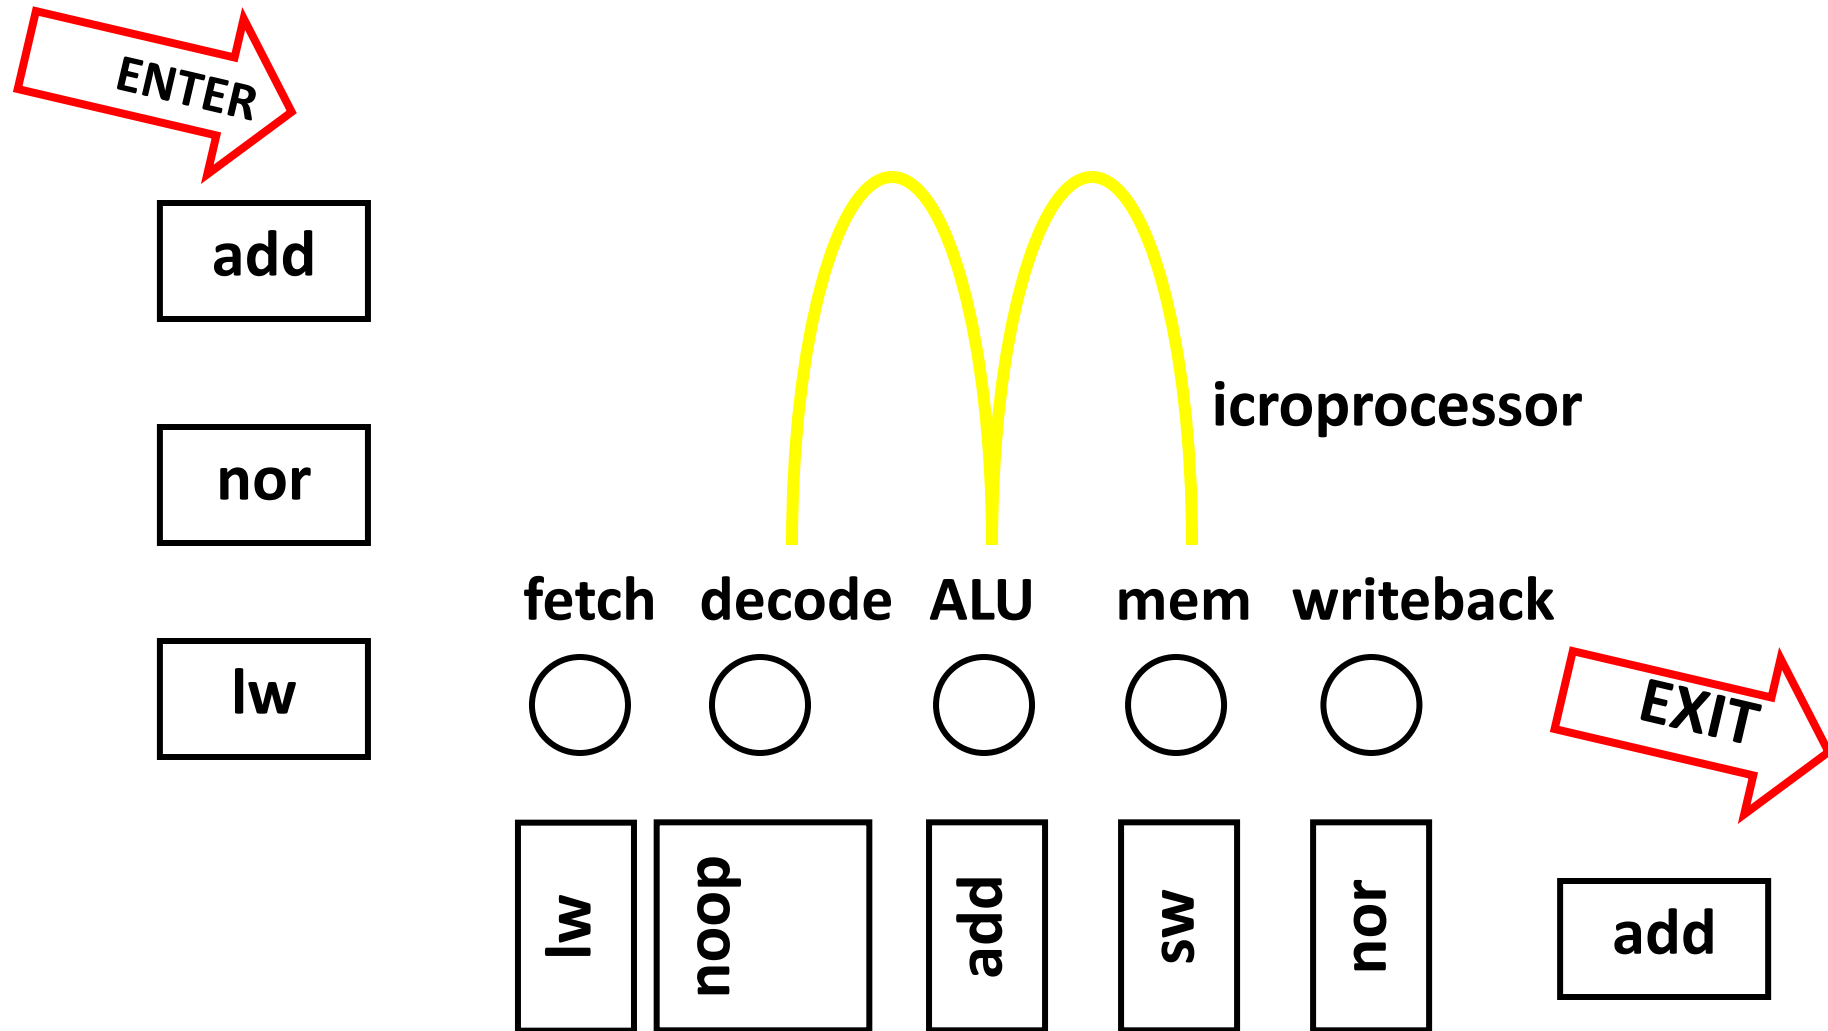 ENTER
add
nor
lw
icroprocessor
fetch decode ALU mem writeback
EXIT
lw noop add sw nor add